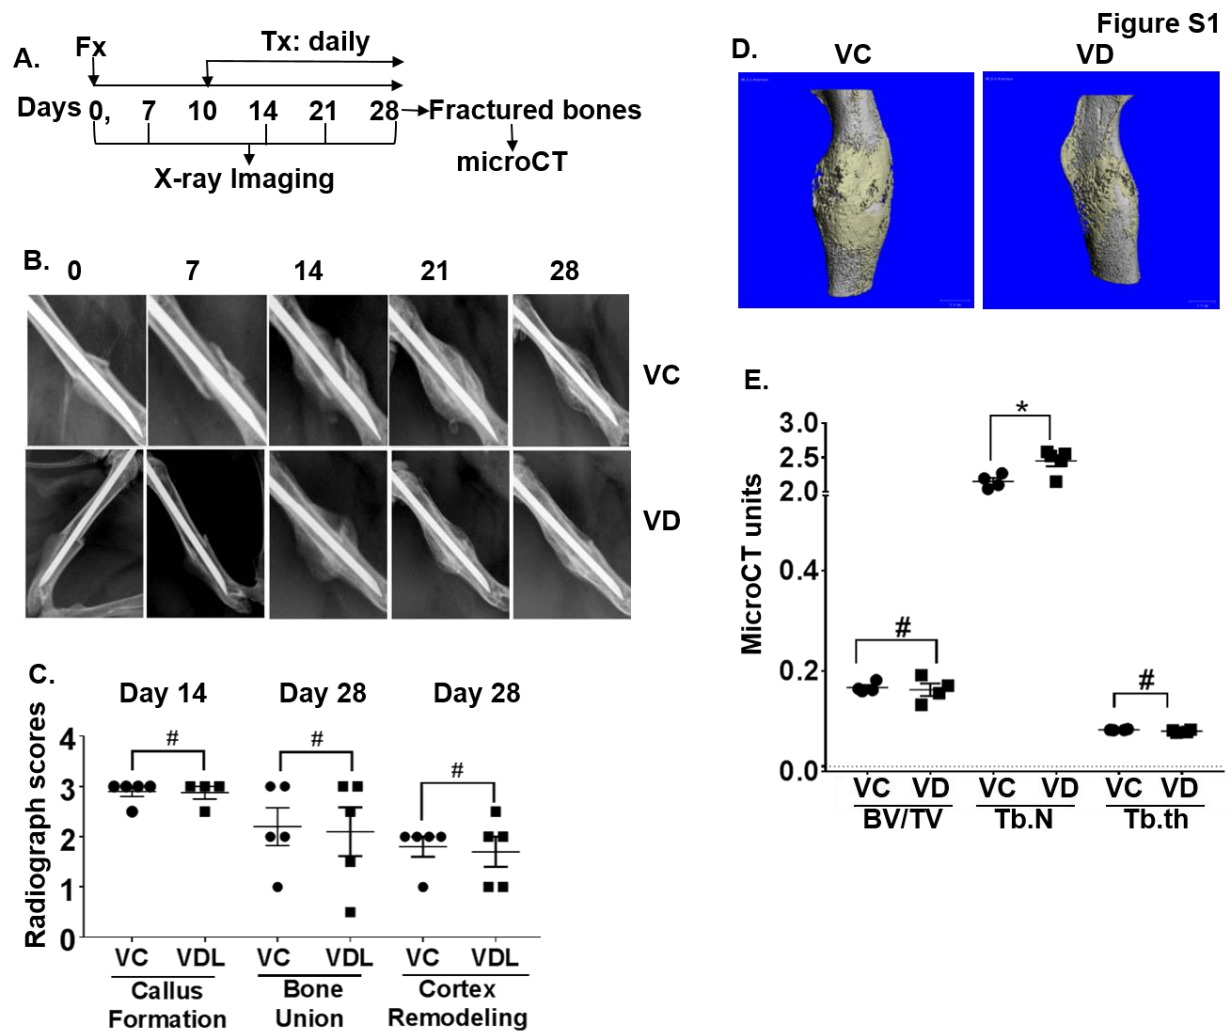 Figure S1
A.
Fx
Tx: daily
Days 0, 7 10 14 21 28 Fractured bones
microCT
X-ray Imaging
B.
0 7 14 21 28
VC
VD
C.
Day 14 Day 28 Day 28
Radiograph scores
4
3
2
1
0
# # #
VC VDL VC VDL VC VDL
Callus Formation
Bone Union
Cortex Remodeling
D.
VC VD
E.
MicroCT units
3.0
2.5
2.0
0.4
0.2
0.0
# * #
VC VD VC VD VC VD
BV/TV Tb.N Tb.th